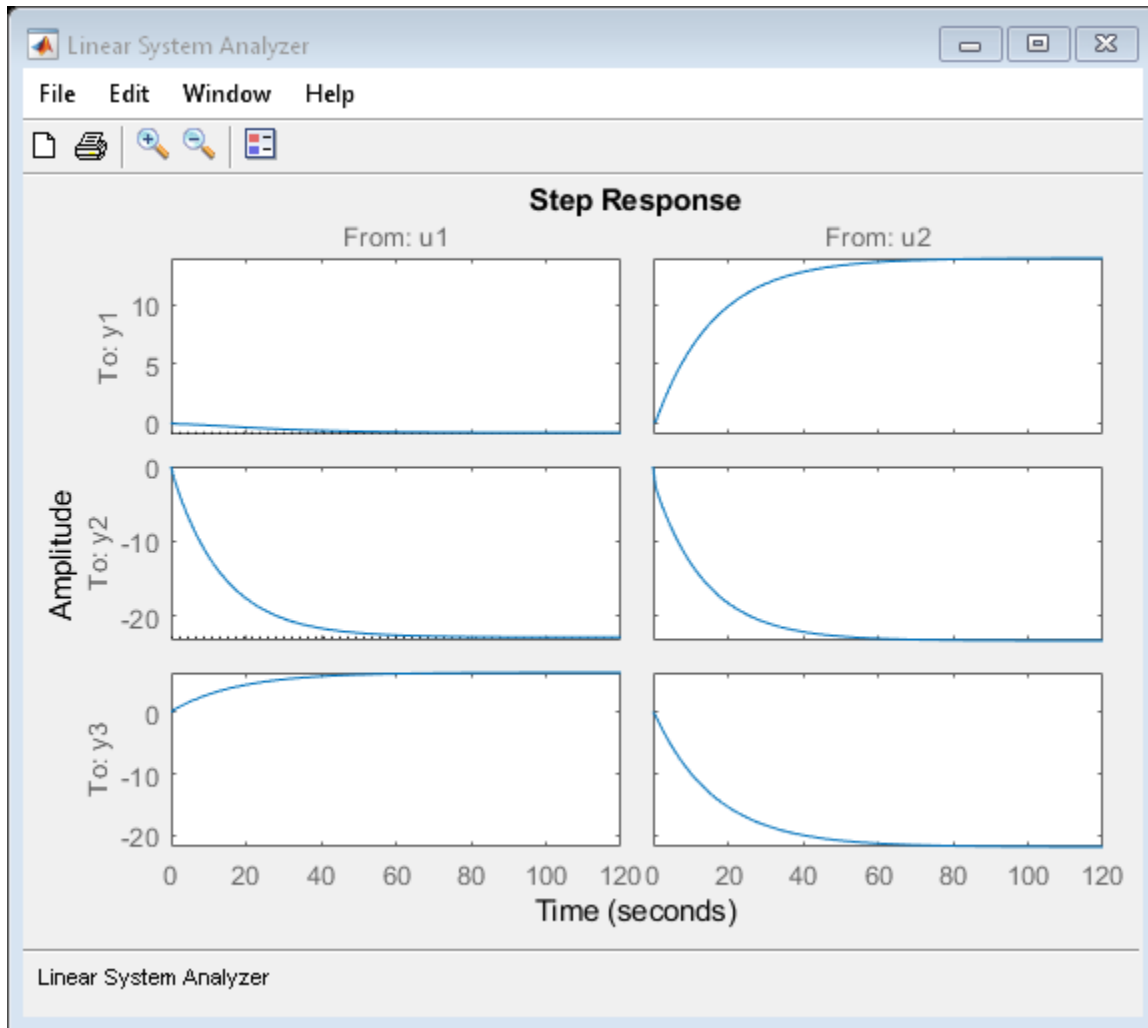 Linear System Analyzer
File Edit Window Help
Step Response
From: u1 From: u2
To: y1
10
5
0
Amplitude
To: y2
0
-10
-20
To: y3
0
-10
-20
0 20 40 60 80 100 120 0 20 40 60 80 100 120
Time (seconds)
Linear System Analyzer